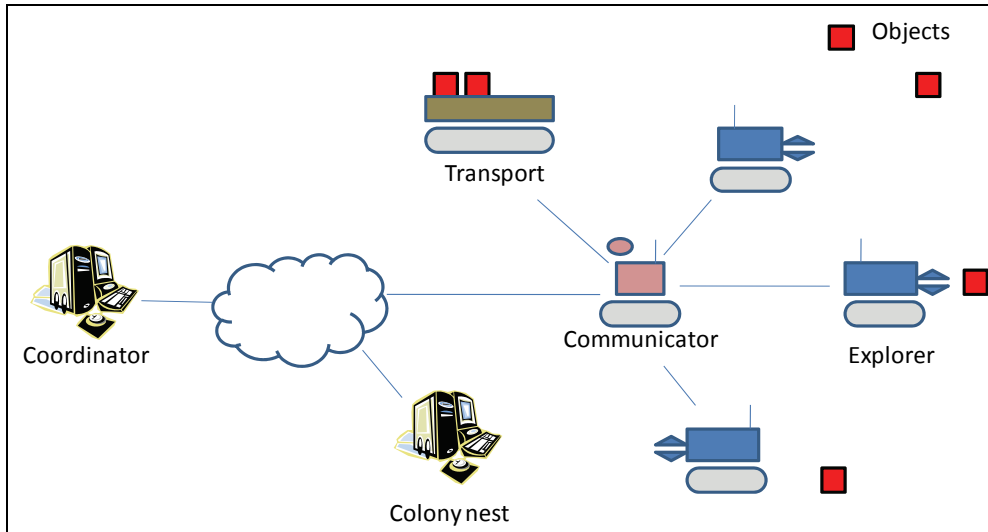 Objects
Transport
Communicator
Coordinator
Explorer
Colony nest